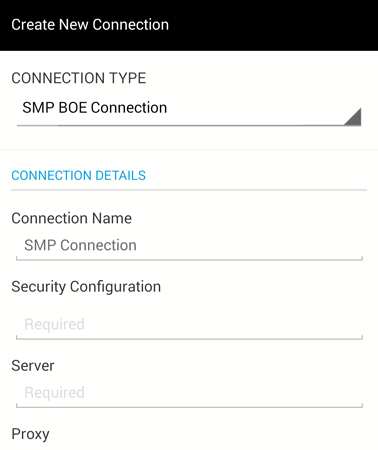 Create New Connection
CONNECTION TYPE
SMP BOE Connection
CONNECTION DETAILS
Connection Name
SMP Connection
Security Configuration
Required
Server
Required
Proxy